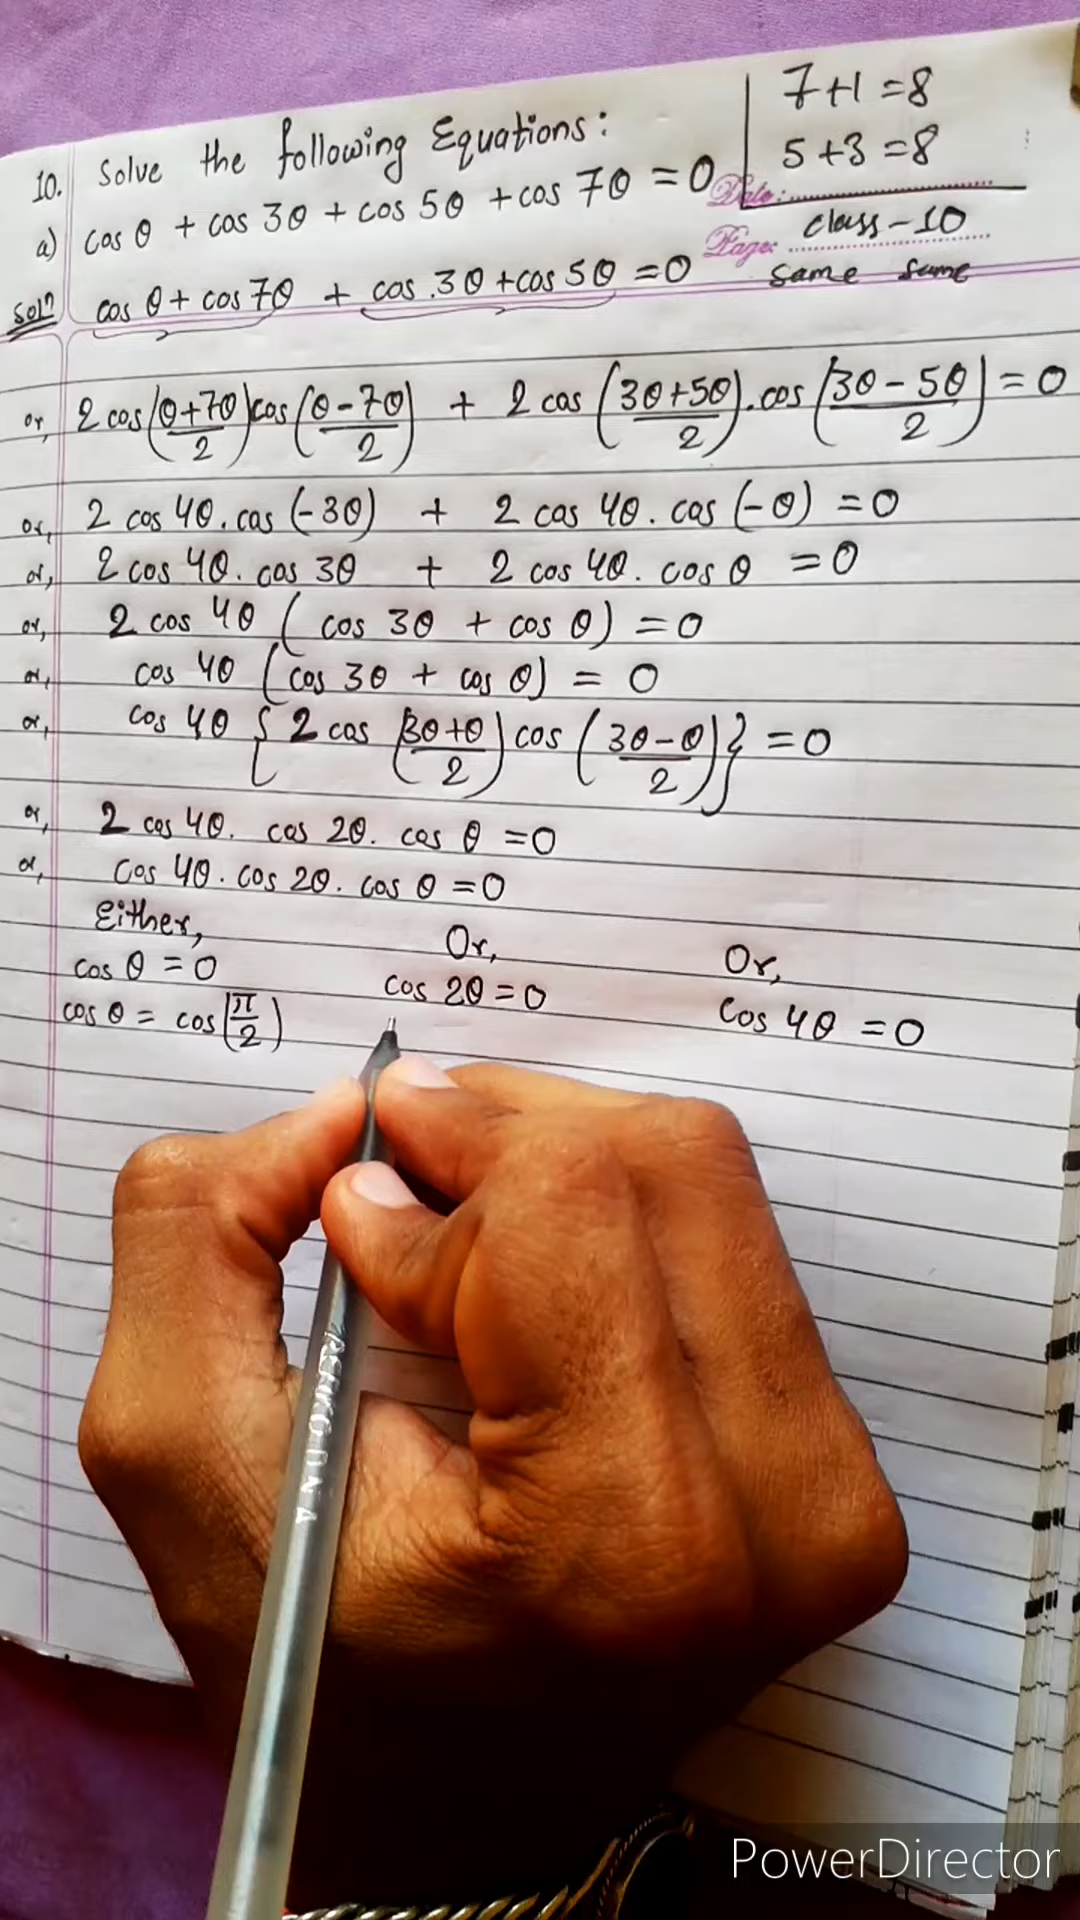 10. Solve the following Equations:
a) cos θ + cos 3θ + cos 5θ + cos 7θ = 0
7+1 = 8
5+3 = 8
Date:
Page: class-10
same same
Solⁿ cos θ + cos 7θ + cos 3θ + cos 5θ = 0
or, 2 cos (θ+7θ/2) cos (θ-7θ/2) + 2 cos (3θ+5θ/2) . cos (3θ-5θ/2) = 0
or, 2 cos 4θ . cos (-3θ) + 2 cos 4θ . cos (-θ) = 0
or, 2 cos 4θ . cos 3θ + 2 cos 4θ . cos θ = 0
or, 2 cos 4θ (cos 3θ + cos θ) = 0
or, cos 4θ (cos 3θ + cos θ) = 0
or, cos 4θ {2 cos (3θ+θ/2) cos (3θ-θ/2)} = 0
or, 2 cos 4θ . cos 2θ . cos θ = 0
or, cos 4θ . cos 2θ . cos θ = 0
Either, Or, Or,
cos θ = 0 cos 2θ = 0 cos 4θ = 0
cos θ = cos (π/2)
REYKO DNA
PowerDirector